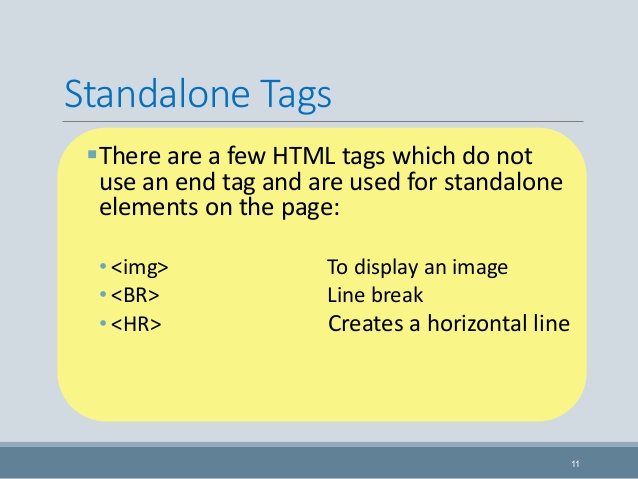 Standalone Tags
▪There are a few HTML tags which do not
use an end tag and are used for standalone
elements on the page:
• <img> To display an image
• <BR> Line break
• <HR> Creates a horizontal line
11